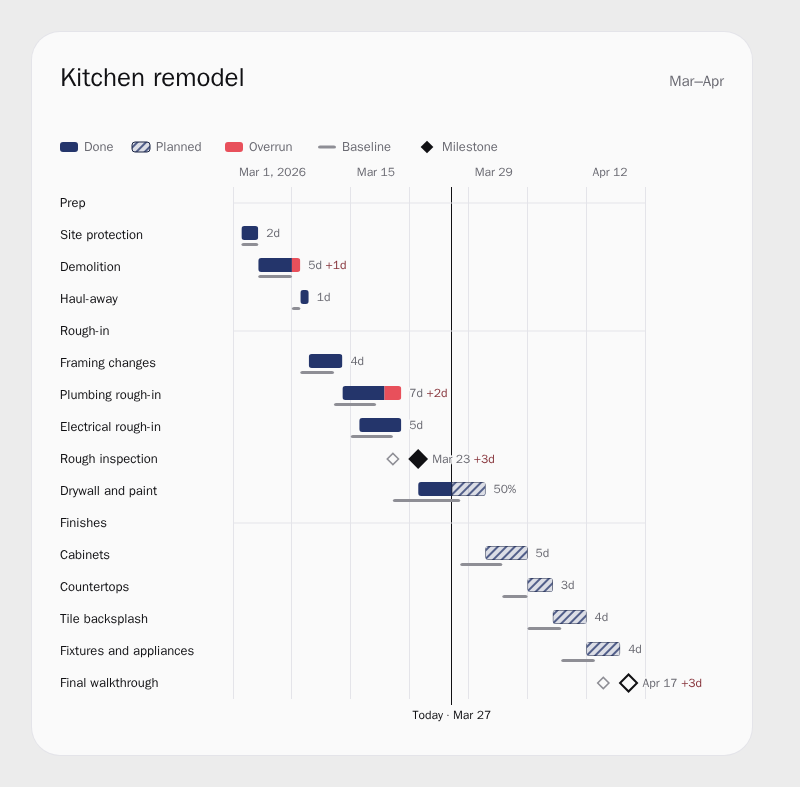 Kitchen remodel
Mar–Apr
Done Planned Overrun Baseline Milestone
Mar 1, 2026 Mar 15 Mar 29 Apr 12
Prep
Site protection 2d
Demolition 5d +1d
Haul-away 1d
Rough-in
Framing changes 4d
Plumbing rough-in 7d +2d
Electrical rough-in 5d
Rough inspection Mar 23 +3d
Drywall and paint 50%
Finishes
Cabinets 5d
Countertops 3d
Tile backsplash 4d
Fixtures and appliances 4d
Final walkthrough Apr 17 +3d
Today · Mar 27